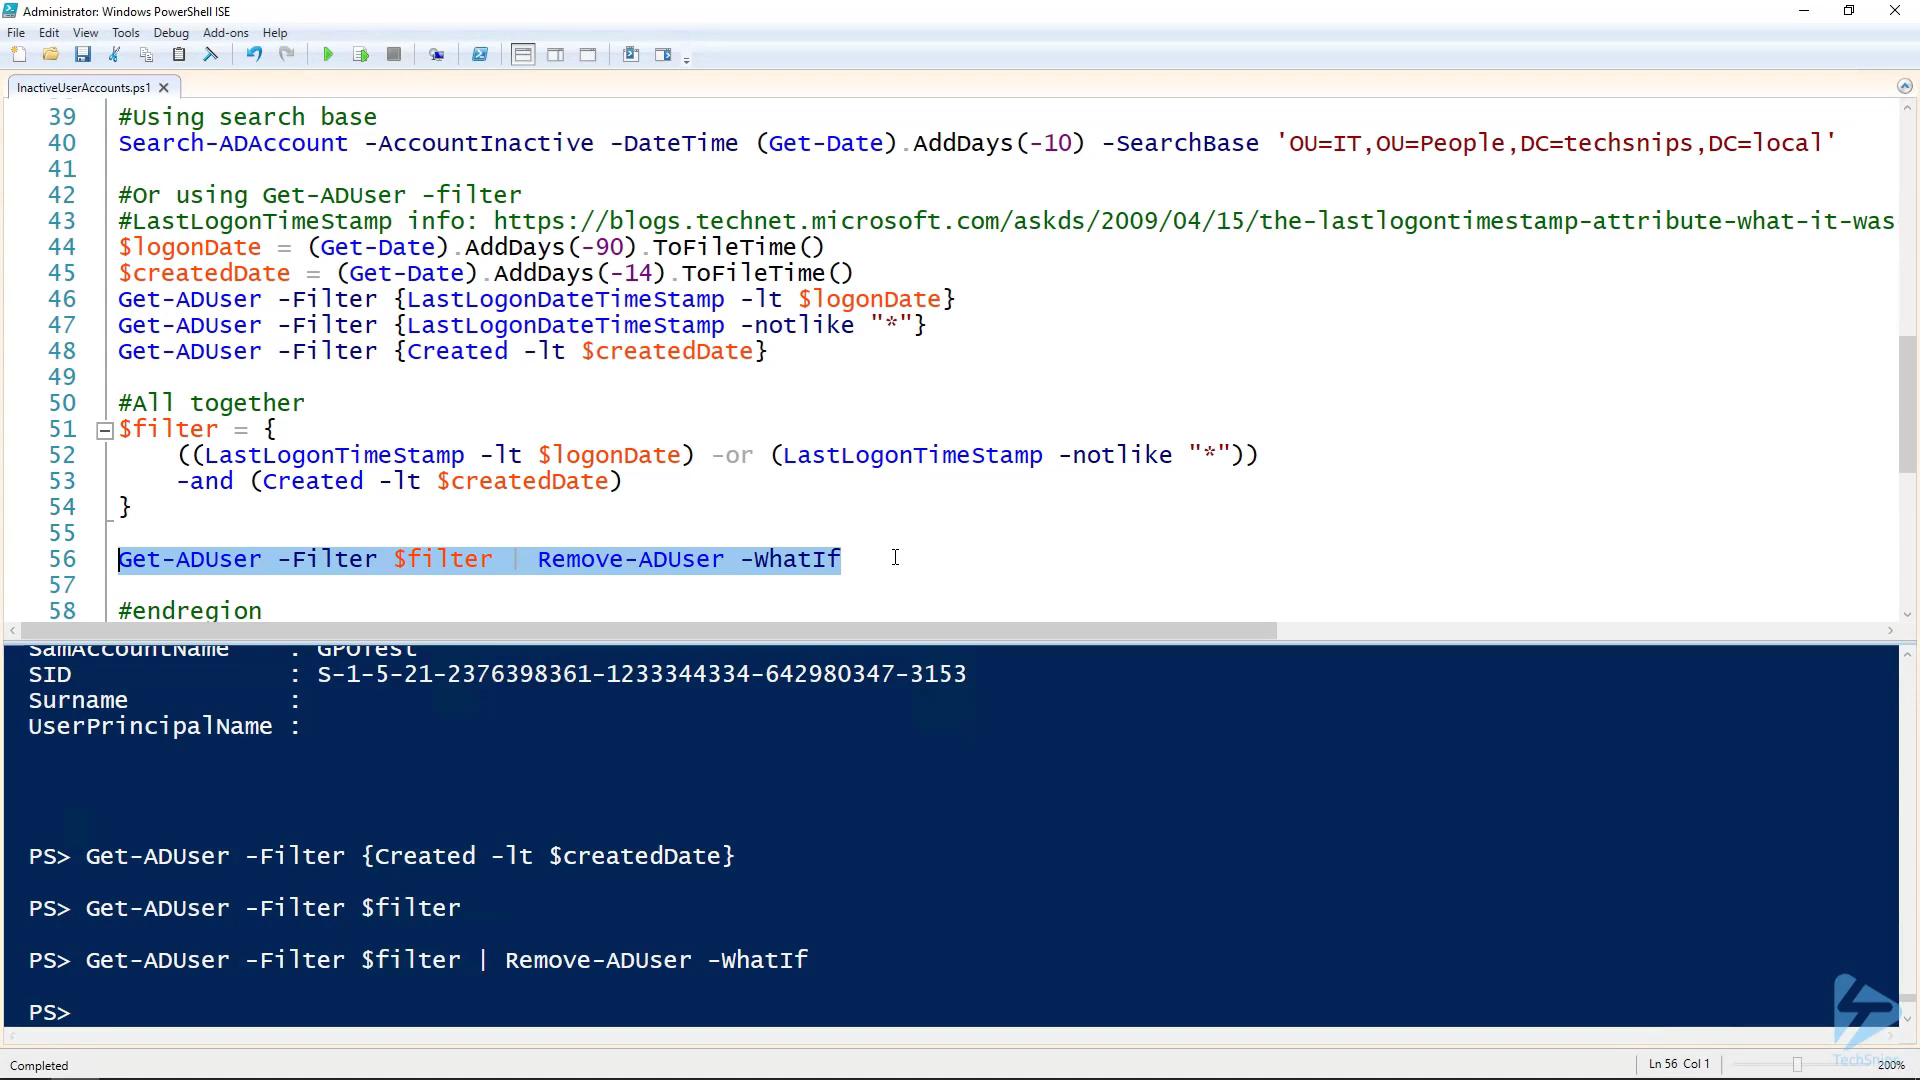 Administrator: Windows PowerShell ISE
File Edit View Tools Debug Add-ons Help
InactiveUserAccounts.ps1
39 #Using search base
40 Search-ADAccount -AccountInactive -DateTime (Get-Date).AddDays(-10) -SearchBase 'OU=IT,OU=People,DC=techsnips,DC=local'
41
42 #Or using Get-ADUser -filter
43 #LastLogonTimeStamp info: https://blogs.technet.microsoft.com/askds/2009/04/15/the-lastlogontimestamp-attribute-what-it-was
44 $logonDate = (Get-Date).AddDays(-90).ToFileTime()
45 $createdDate = (Get-Date).AddDays(-14).ToFileTime()
46 Get-ADUser -Filter {LastLogonDateTimeStamp -lt $logonDate}
47 Get-ADUser -Filter {LastLogonDateTimeStamp -notlike "*"}
48 Get-ADUser -Filter {Created -lt $createdDate}
49
50 #All together
51 $filter = {
52 ((LastLogonTimeStamp -lt $logonDate) -or (LastLogonTimeStamp -notlike "*"))
53 -and (Created -lt $createdDate)
54 }
55
56 Get-ADUser -Filter $filter | Remove-ADUser -WhatIf
57
58 #endregion
SamAccountName : GPOTest
SID : S-1-5-21-2376398361-1233344334-642980347-3153
Surname :
UserPrincipalName :
PS> Get-ADUser -Filter {Created -lt $createdDate}
PS> Get-ADUser -Filter $filter
PS> Get-ADUser -Filter $filter | Remove-ADUser -WhatIf
PS>
TechSnips
Completed
Ln 56 Col 1
200%